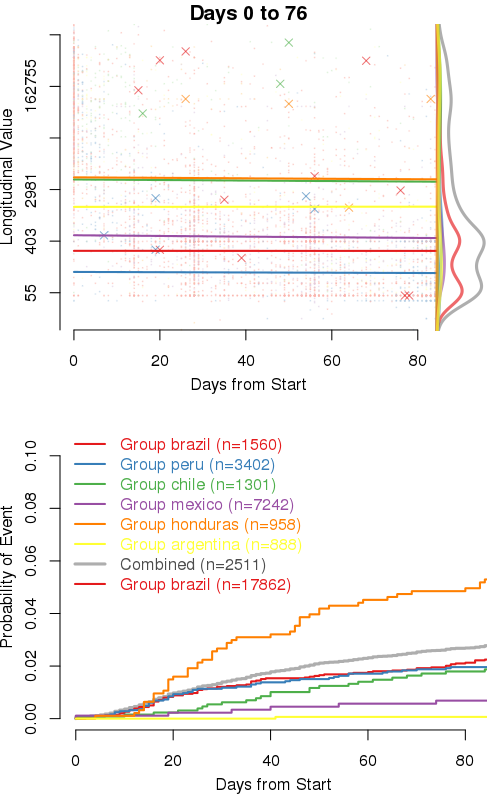 Days 0 to 76
Longitudinal Value
162755
2981
403
55
0 20 40 60 80
Days from Start
Probability of Event
0.10
0.08
0.06
0.04
0.02
0.00
Group brazil (n=1560)
Group peru (n=3402)
Group chile (n=1301)
Group mexico (n=7242)
Group honduras (n=958)
Group argentina (n=888)
Combined (n=2511)
Group brazil (n=17862)
0 20 40 60 80
Days from Start